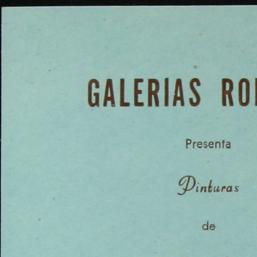 GALERIAS RO
Presenta
Pinturas
de